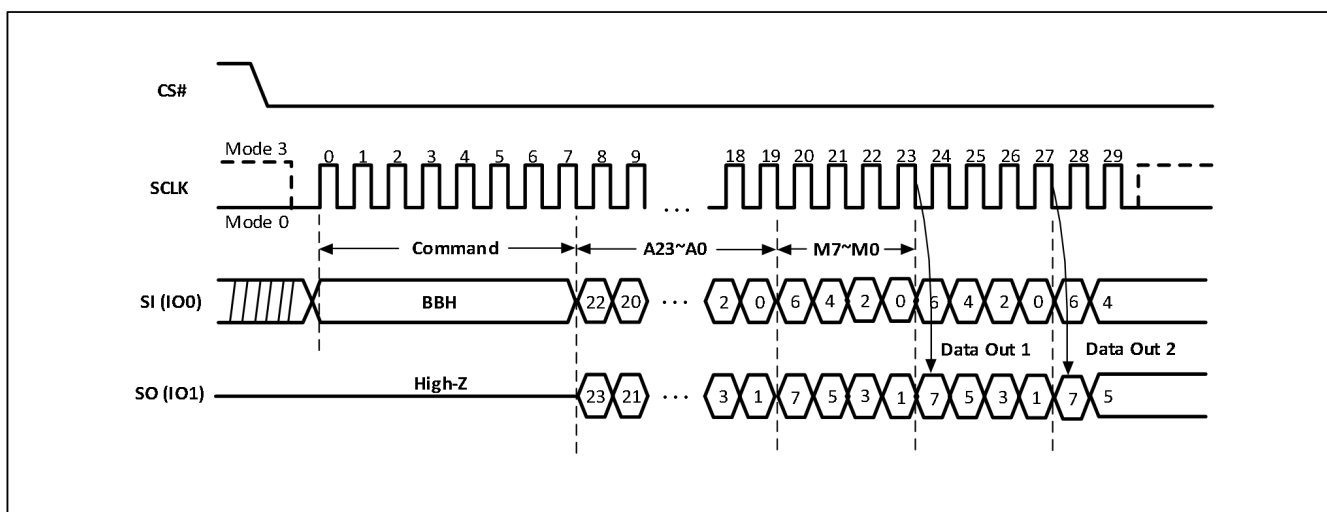 CS#
Mode 3
0 1 2 3 4 5 6 7 8 9 18 19 20 21 22 23 24 25 26 27 28 29
SCLK
...
Mode 0
Command A23~A0 M7~M0
SI (IO0) BBH 22 20 ... 2 0 6 4 2 0 6 4 2 0 6 4
Data Out 1 Data Out 2
High-Z
SO (IO1) 23 21 ... 3 1 7 5 3 1 7 5 3 1 7 5